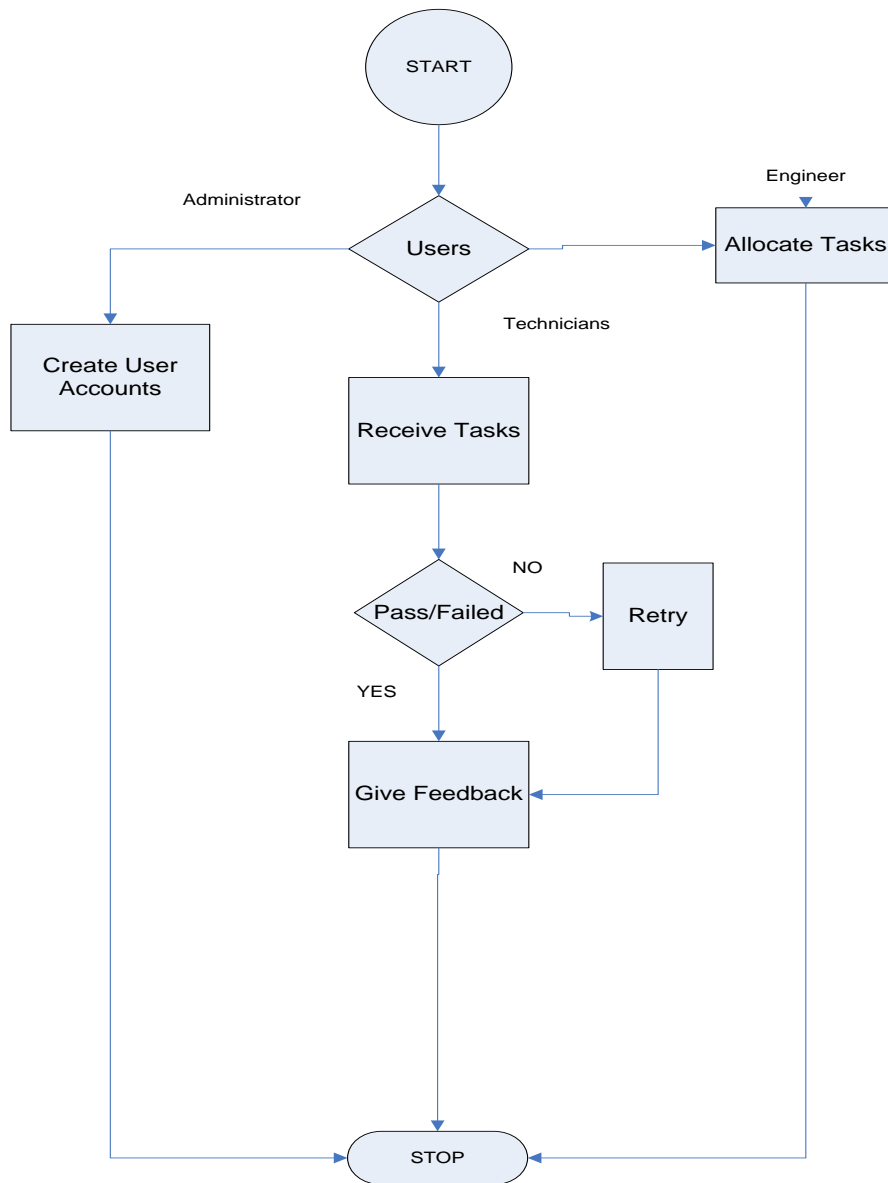 START
Administrator
Engineer
Users
Allocate Tasks
Technicians
Create User
Accounts
Receive Tasks
NO
Pass/Failed
Retry
YES
Give Feedback
STOP